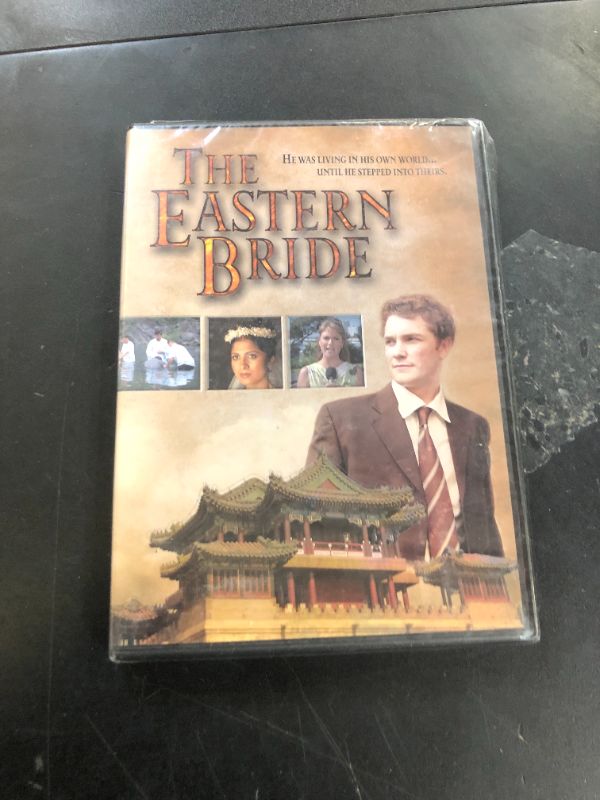 THE
EASTERN
BRIDE
HE WAS LIVING IN HIS OWN WORLD...
UNTIL HE STEPPED INTO THEIRS.